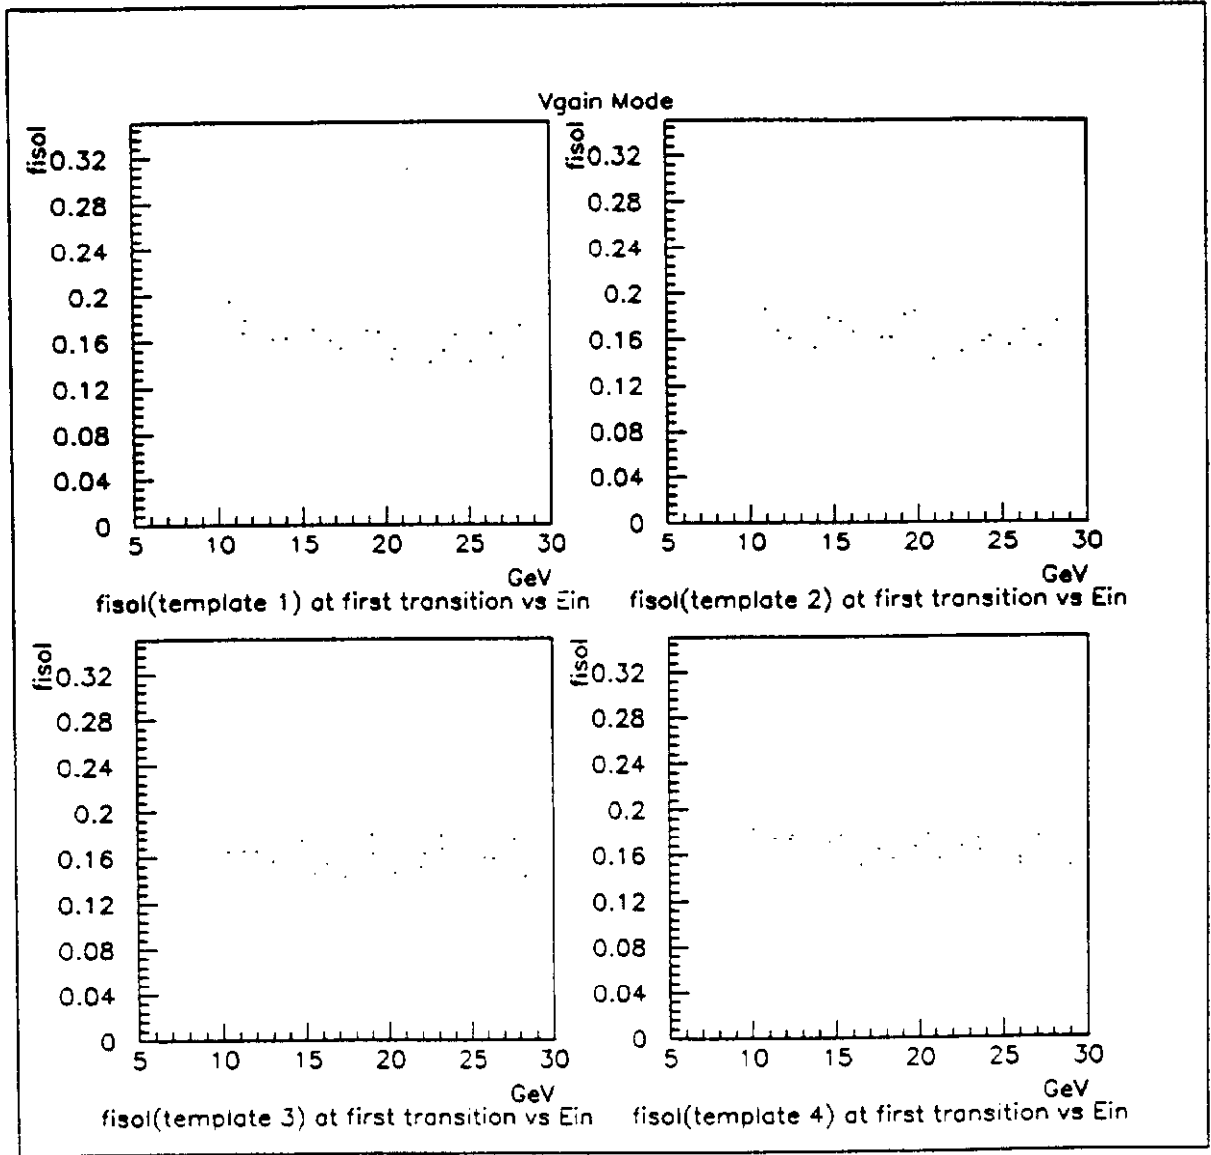 Vgain Mode
fisol
0.32
0.28
0.24
0.2
0.16
0.12
0.08
0.04
0
5 10 15 20 25 30
GeV
fisol(template 1) at first transition vs Ein
fisol
0.32
0.28
0.24
0.2
0.16
0.12
0.08
0.04
0
5 10 15 20 25 30
GeV
fisol(template 2) at first transition vs Ein
fisol
0.32
0.28
0.24
0.2
0.16
0.12
0.08
0.04
0
5 10 15 20 25 30
GeV
fisol(template 3) at first transition vs Ein
fisol
0.32
0.28
0.24
0.2
0.16
0.12
0.08
0.04
0
5 10 15 20 25 30
GeV
fisol(template 4) at first transition vs Ein